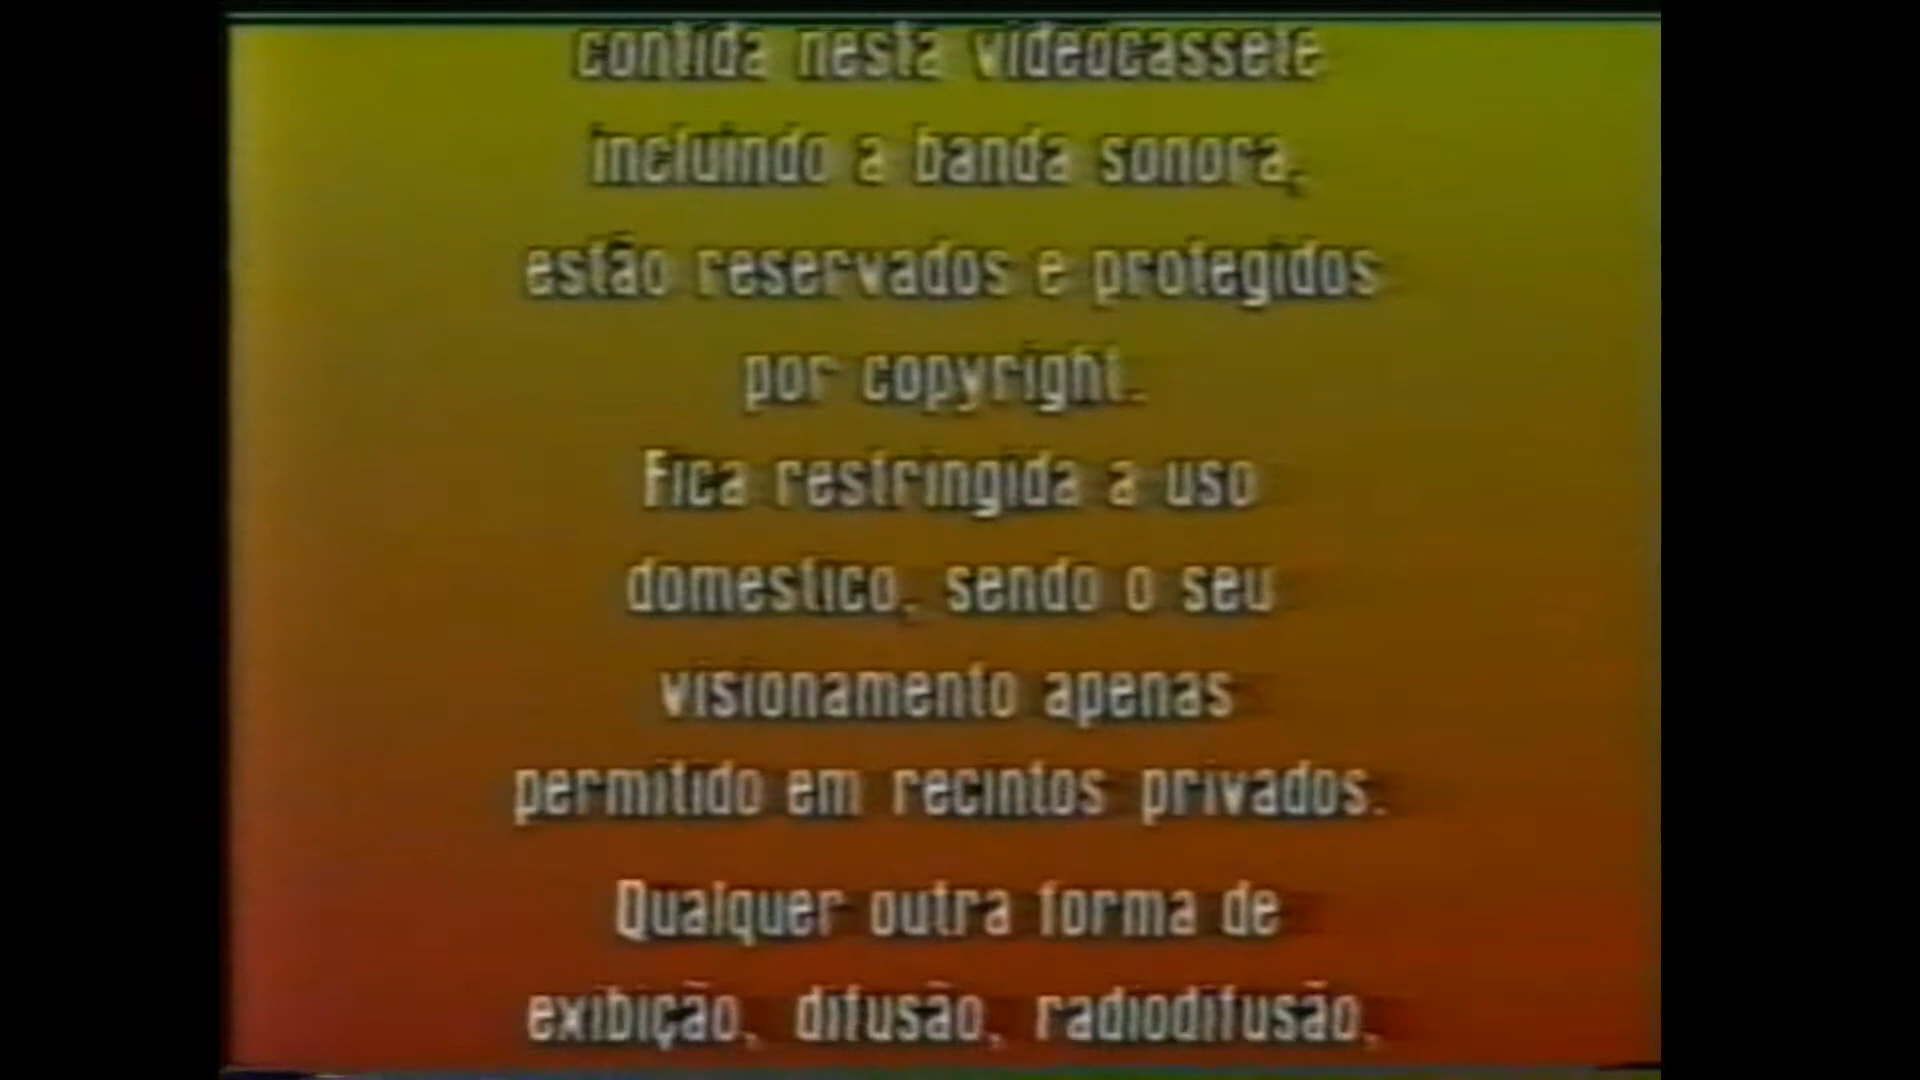 contida nesta videocassete
incluindo a banda sonora,
estão reservados e protegidos
por copyright.
Fica restringida a uso
domestico, sendo o seu
visionamento apenas
permitido em recintos privados.
Qualquer outra forma de
exibição, difusão, radiodifusão,